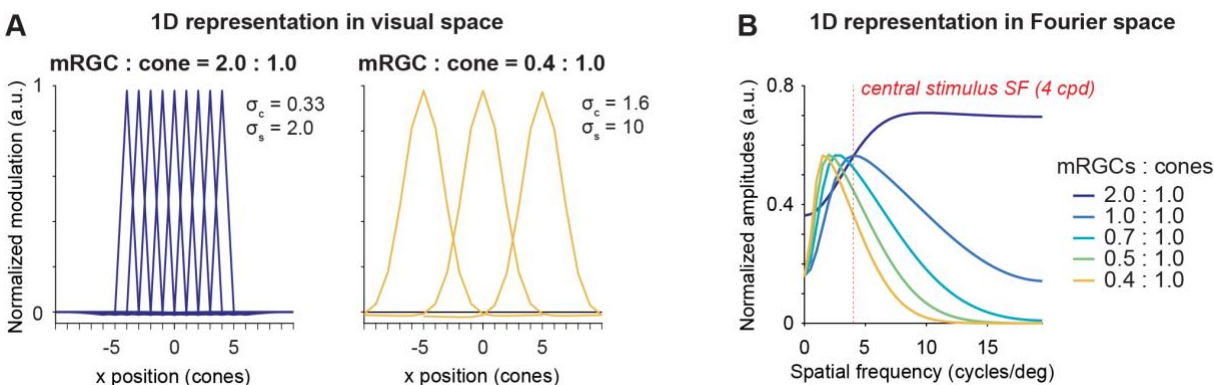 A
1D representation in visual space
mRGC : cone = 2.0 : 1.0
σc = 0.33
σs = 2.0
Normalized modulation (a.u.)
1
0
-5 0 5
x position (cones)
mRGC : cone = 0.4 : 1.0
σc = 1.6
σs = 10
-5 0 5
x position (cones)
B
1D representation in Fourier space
central stimulus SF (4 cpd)
Normalized amplitudes (a.u.)
0.8
0.4
0
0 5 10 15
Spatial frequency (cycles/deg)
mRGCs : cones
2.0 : 1.0
1.0 : 1.0
0.7 : 1.0
0.5 : 1.0
0.4 : 1.0